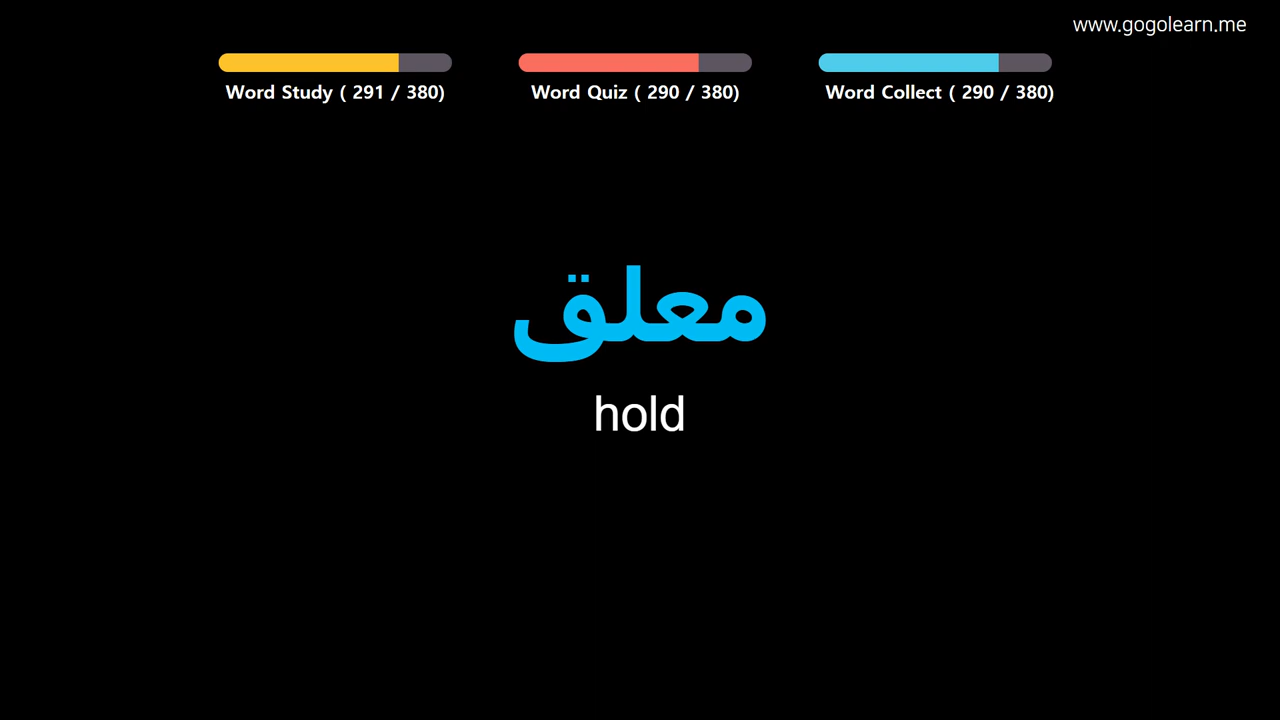 www.gogolearn.me
Word Study ( 291 / 380)
Word Quiz ( 290 / 380)
Word Collect ( 290 / 380)
معلق
hold